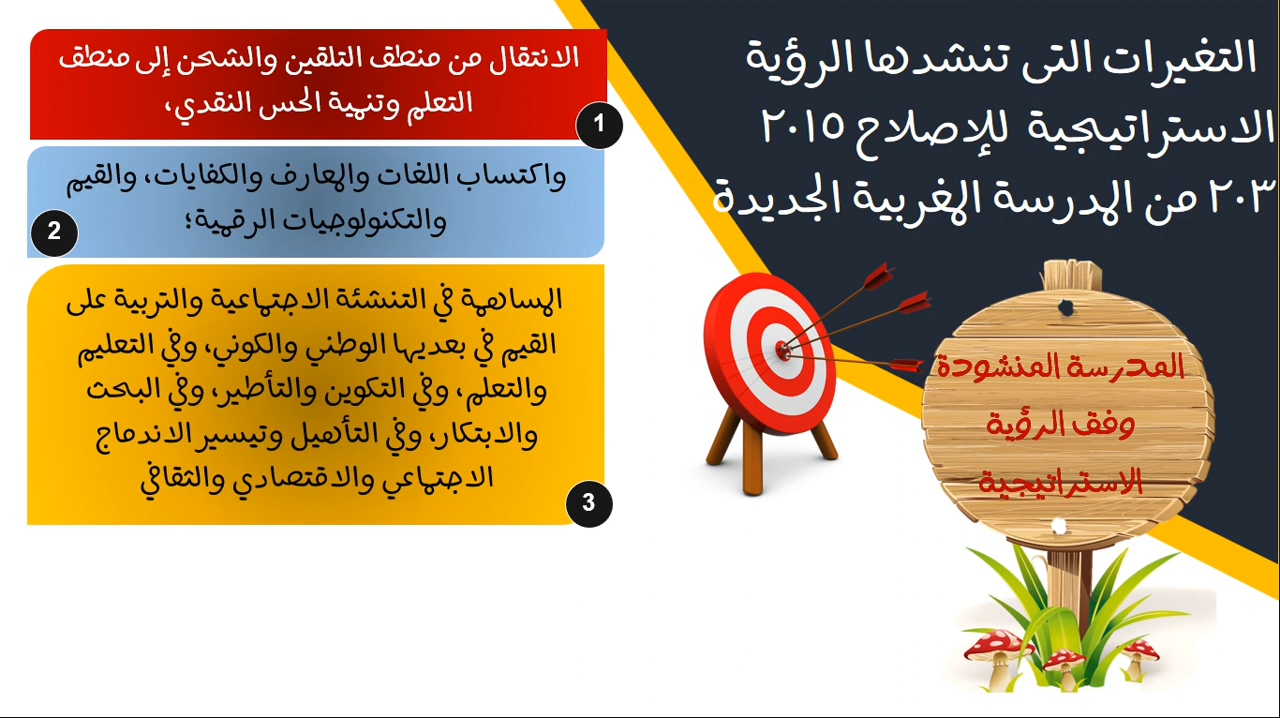 التغيرات التى تنشدها الرؤية
الاستراتيجية للإصلاح ٢٠١٥
٢٠٣ من المدرسة المغربية الجديدة
الانتقال من منطق التلقين والشحن إلى منطق
التعلم وتنمية الحس النقدي،
1
واكتساب اللغات والمعارف والكفايات، والقيم
والتكنولوجيات الرقمية؛
2
المساهمة في التنشئة الاجتماعية والتربية على
القيم في بعديها الوطني والكوني، وفي التعليم
والتعلم، وفي التكوين والتأطير، وفي البحث
والابتكار، وفي التأهيل وتيسير الاندماج
الاجتماعي والاقتصادي والثقافي
3
المدرسة المنشودة
وفق الرؤية
الاستراتيجية